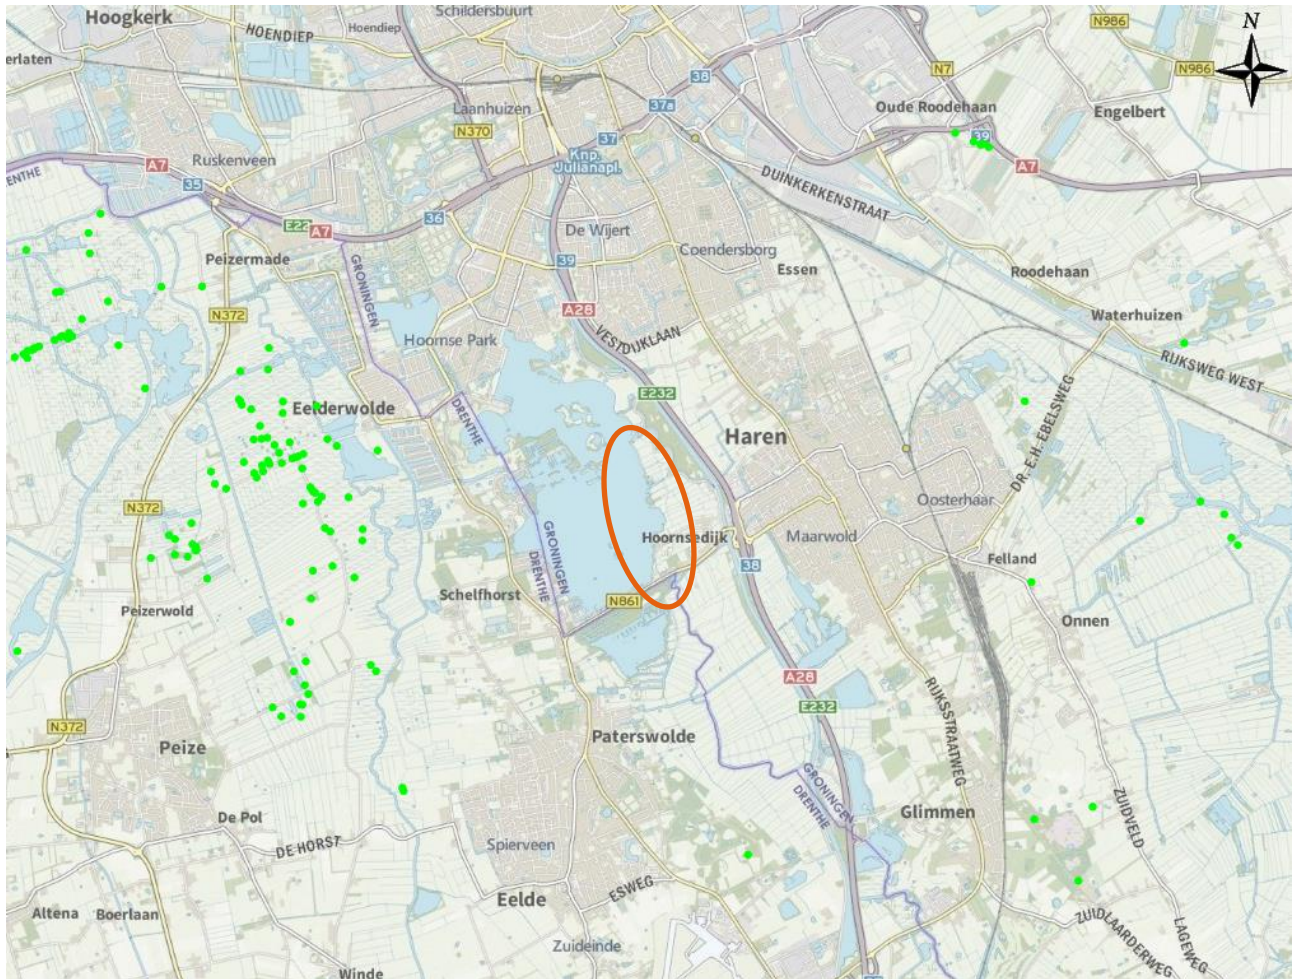 Schildersbuurt
Hoogkerk
HOENDIEP
Hoendiep
N986
N
erlaten
38
N7
N986
Laanhuizen
37a
Oude Roodehaan
Engelbert
N370
37
39
Ruskenveen
Knp.
Julianapl.
A7
A7
DRENTHE
35
DUINKERKENSTRAAT
36
E22
A7
De Wijert
Coendersborg
Peizermade
39
Essen
Roodehaan
GRONINGEN
N372
A28
Waterhuizen
Hoornse Park
VESTDIJKLAAN
RIJKSWEG WEST
E232
Eelderwolde
DRENTHE
Haren
DR. E.H. EBELSWEG
N372
Oosterhaar
Hoornsedijk
Maarwold
GRONINGEN
DRENTHE
38
Felland
Schelfhorst
N861
Peizerwold
Onnen
A28
RIJKSSTRAATWEG
E232
N372
Peize
Paterswolde
GRONINGEN
DRENTHE
ZUIDVELD
De Pol
Glimmen
DE HORST
Spierveen
ESWEG
Eelde
Altena
Boerlaan
ZUIDLAARDERWEG
LAGEWEG
Zuideinde
Winde
A28